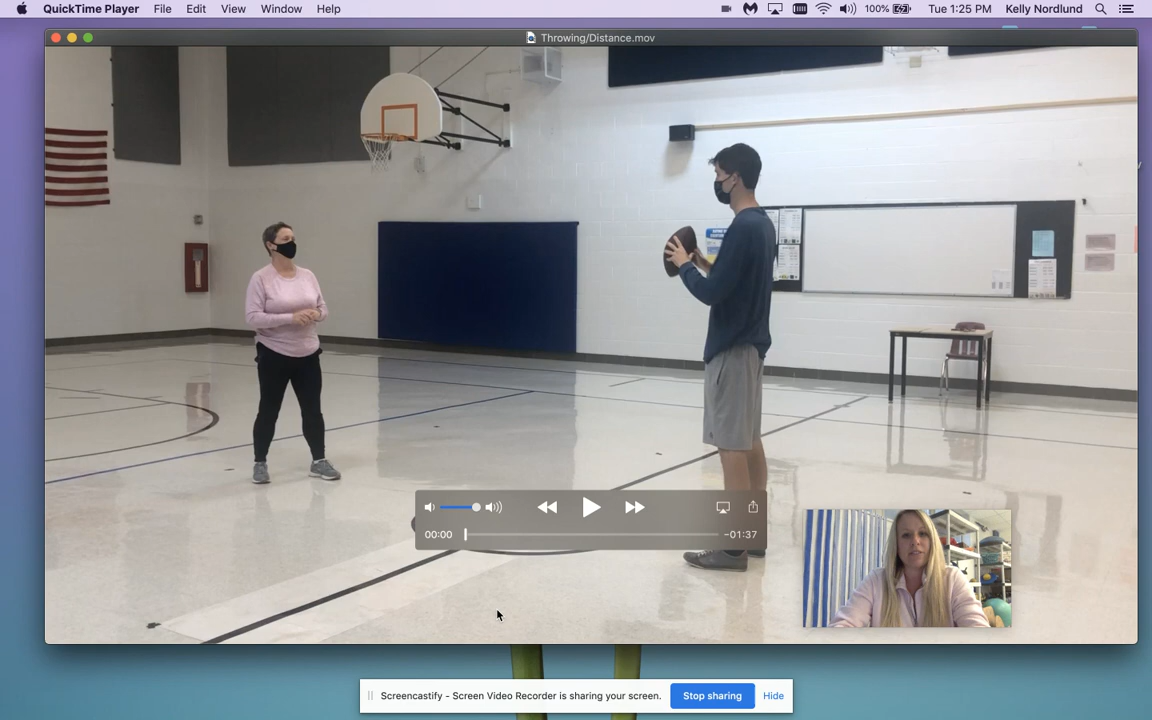 QuickTime Player File Edit View Window Help 100% Tue 1:25 PM Kelly Nordlund
Throwing/Distance.mov
00:00 -01:37
Screencastify - Screen Video Recorder is sharing your screen. Stop sharing Hide